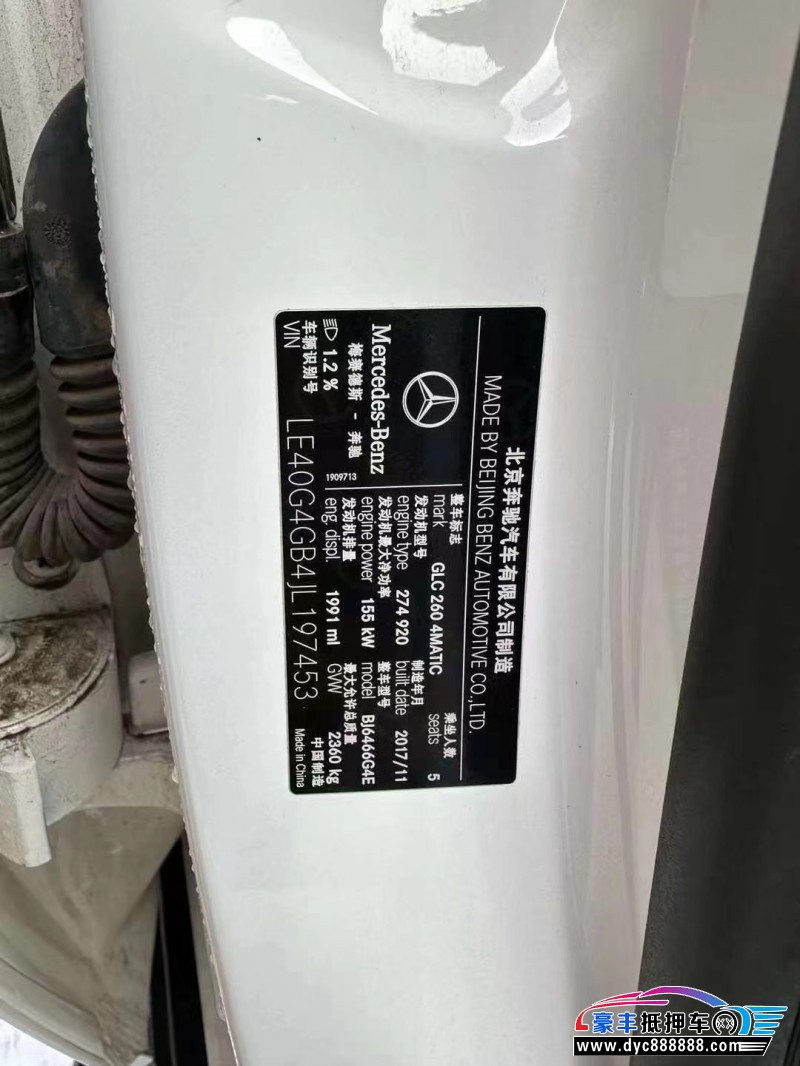 北京奔驰汽车有限公司制造
MADE BY BEIJING BENZ AUTOMOTIVE CO.,LTD.
Mercedes-Benz
梅赛德斯 - 奔驰
1.2 %
1909713
整车标志
mark GLC 260 4MATIC
乘坐人数
seats 5
发动机型号
engine type 274 920
制造年月
built date 2017/11
发动机最大净功率
engine power 155 kW
整车型号
model BJ6466G4E
发动机排量
eng. displ. 1991 ml
最大允许总质量
GVW 2360 kg
车辆识别号
VIN LE40G4GB4JL197453
中国制造
Made in China
豪丰抵押车
www.dyc888888.com